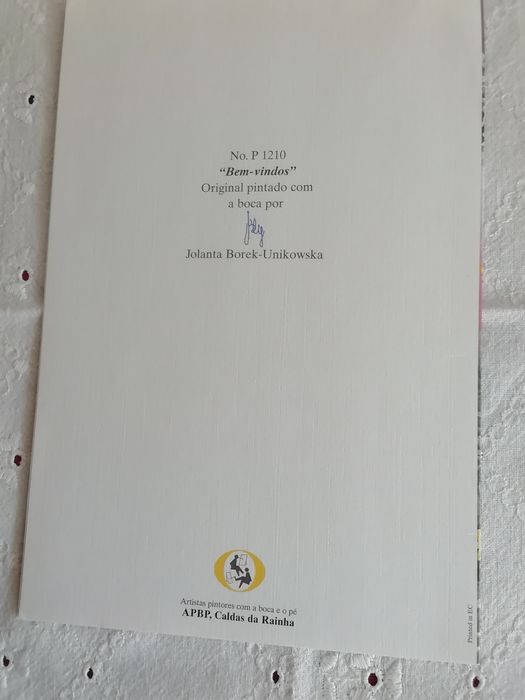 No. P 1210
“Bem-vindos”
Original pintado com
a boca por
Jolanta Borek-Unikowska
Artistas pintores com a boca e o pé
APBP, Caldas da Rainha
Printed in EC